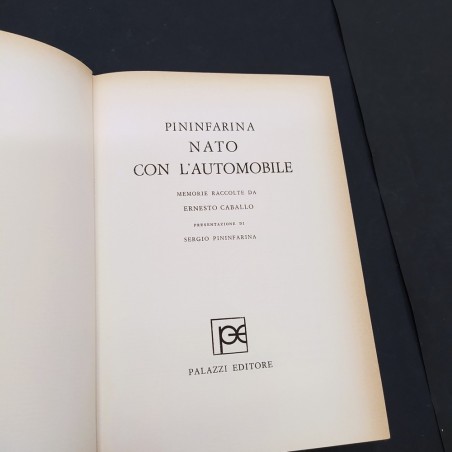 PININFARINA
NATO
CON L'AUTOMOBILE
MEMORIE RACCOLTE DA
ERNESTO CABALLO
PRESENTAZIONE DI
SERGIO PININFARINA
pe
PALAZZI EDITORE